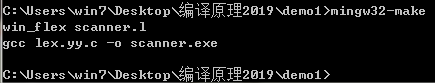 C:\Users\win7\Desktop\编译原理2019\demo1>mingw32-make
win_flex scanner.l
gcc lex.yy.c -o scanner.exe
C:\Users\win7\Desktop\编译原理2019\demo1>